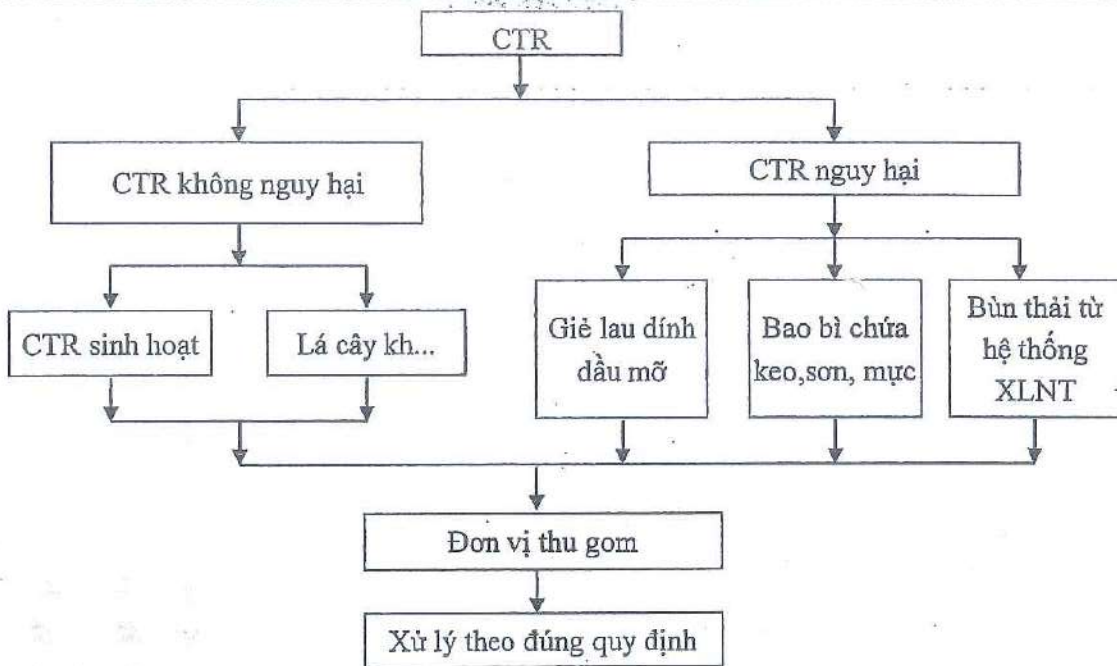 CTR
CTR không nguy hại
CTR nguy hại
CTR sinh hoạt
Lá cây kh...
Giẻ lau dính
dầu mỡ
Bao bì chứa
keo,sơn, mực
Bùn thải từ
hệ thống
XLNT
Đơn vị thu gom
Xử lý theo đúng quy định